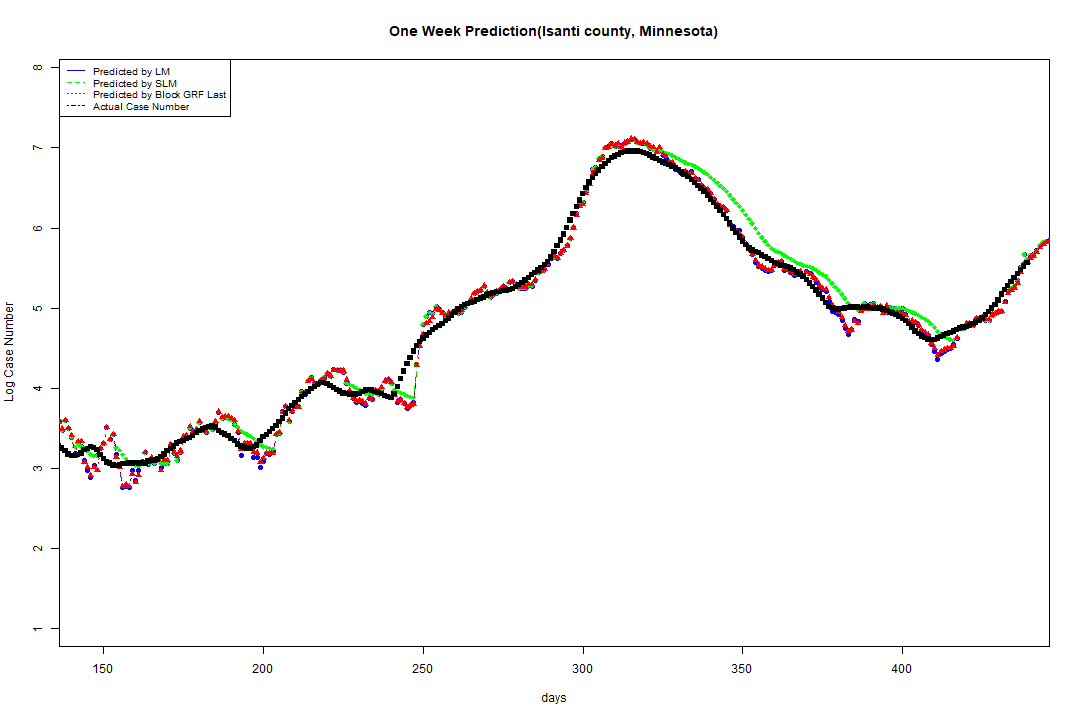 One Week Prediction(Isanti county, Minnesota)
Predicted by LM
Predicted by SLM
Predicted by Block GRF Last
Actual Case Number
8
7
6
5
4
3
2
1
Log Case Number
150 200 250 300 350 400
days